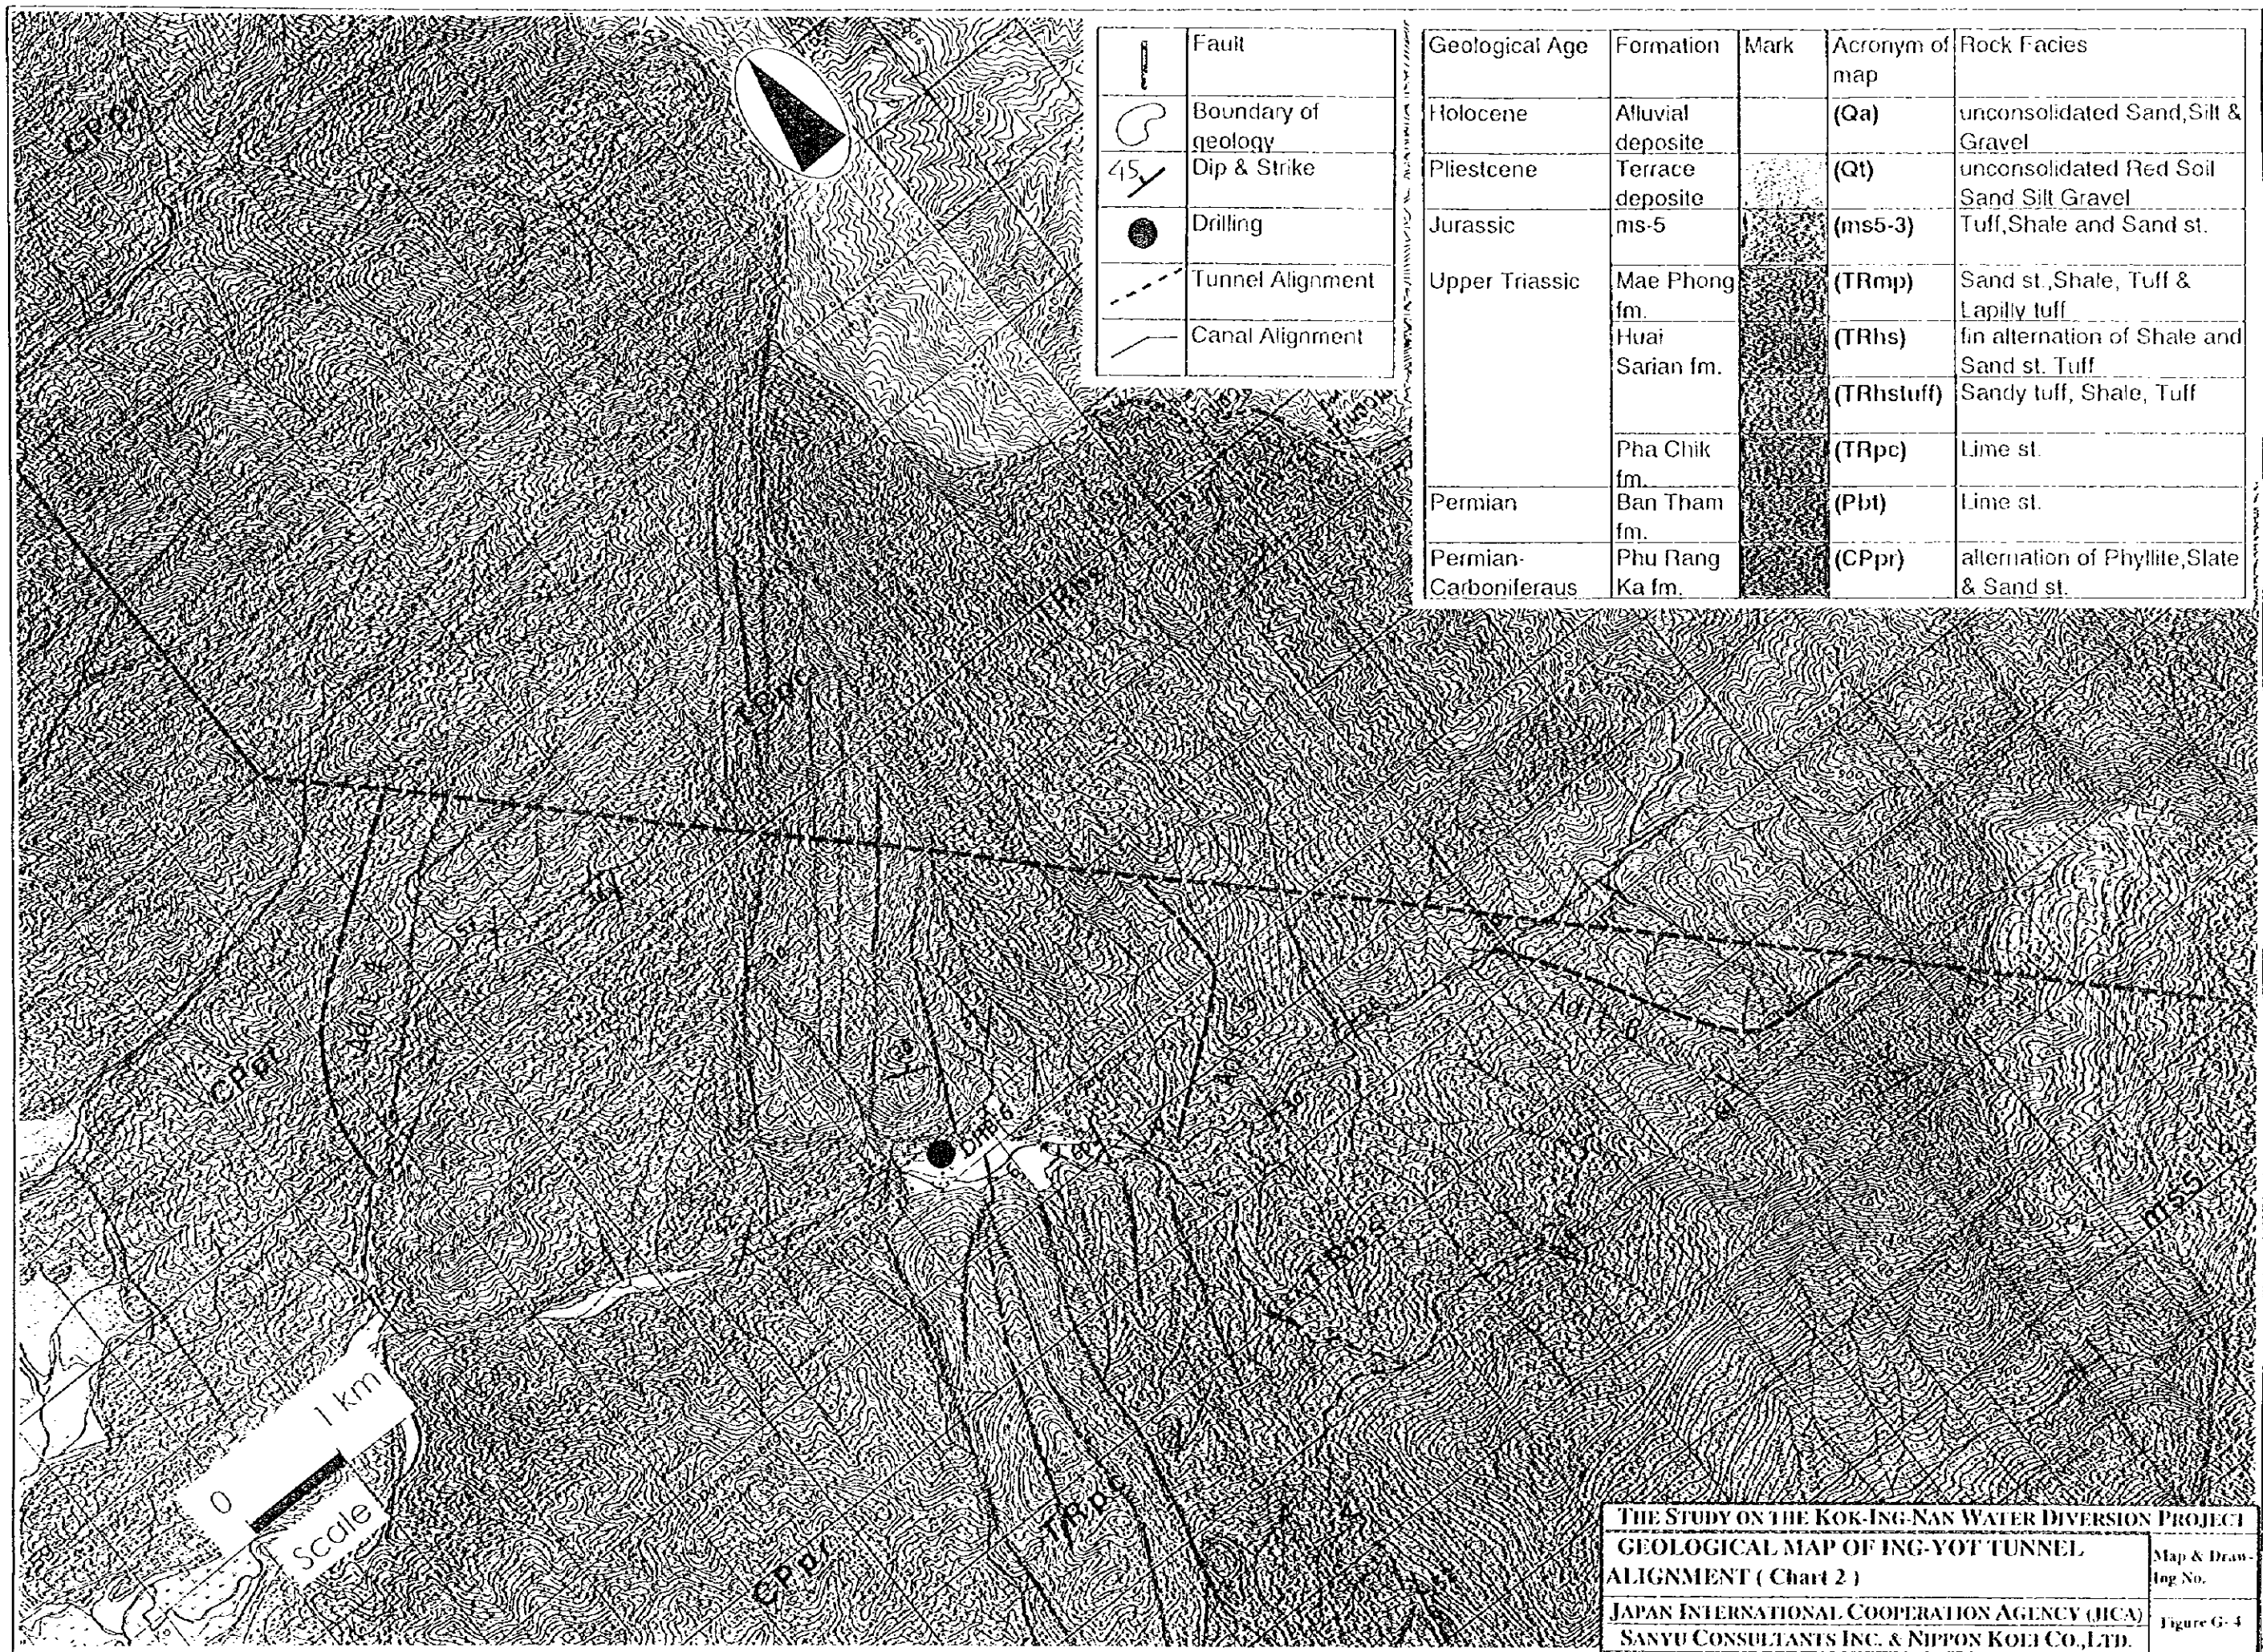 Fault
Boundary of
geology
45
Dip & Strike
Drilling
Tunnel Alignment
Canal Alignment
Geological Age Formation Mark Acronym of Rock Facies
map
Holocene Alluvial (Qa) unconsolidated Sand,Silt &
deposite Gravel
Pliestcene Terrace (Qt) unconsolidated Red Soil
deposite Sand Silt Gravel
Jurassic ms-5 (ms5-3) Tuff,Shale and Sand st.
Upper Triassic Mae Phong (TRmp) Sand st.,Shale, Tuff &
fm. Lapilly tuff
Huai (TRhs) fin alternation of Shale and
Sarian fm. Sand st. Tuff
(TRhstuff) Sandy tuff, Shale, Tuff
Pha Chik (TRpc) Lime st.
fm.
Permian Ban Tham (Pbt) Lime st.
fm.
Permian- Phu Rang (CPpr) alternation of Phyllite,Slate
Carboniferaus Ka fm. & Sand st.
CPpr
TRhs
TRpc
CPpr
TRhs
ms5
TRpc
CPpr
0 1 km
scale
THE STUDY ON THE KOK-ING-NAN WATER DIVERSION PROJECT
GEOLOGICAL MAP OF ING-YOT TUNNEL
ALIGNMENT ( Chart 2 )
Map & Draw-
ing No.
JAPAN INTERNATIONAL COOPERATION AGENCY (JICA)
SANYU CONSULTANTS INC. & NIPPON KOEI CO.,LTD.
Figure G- 4